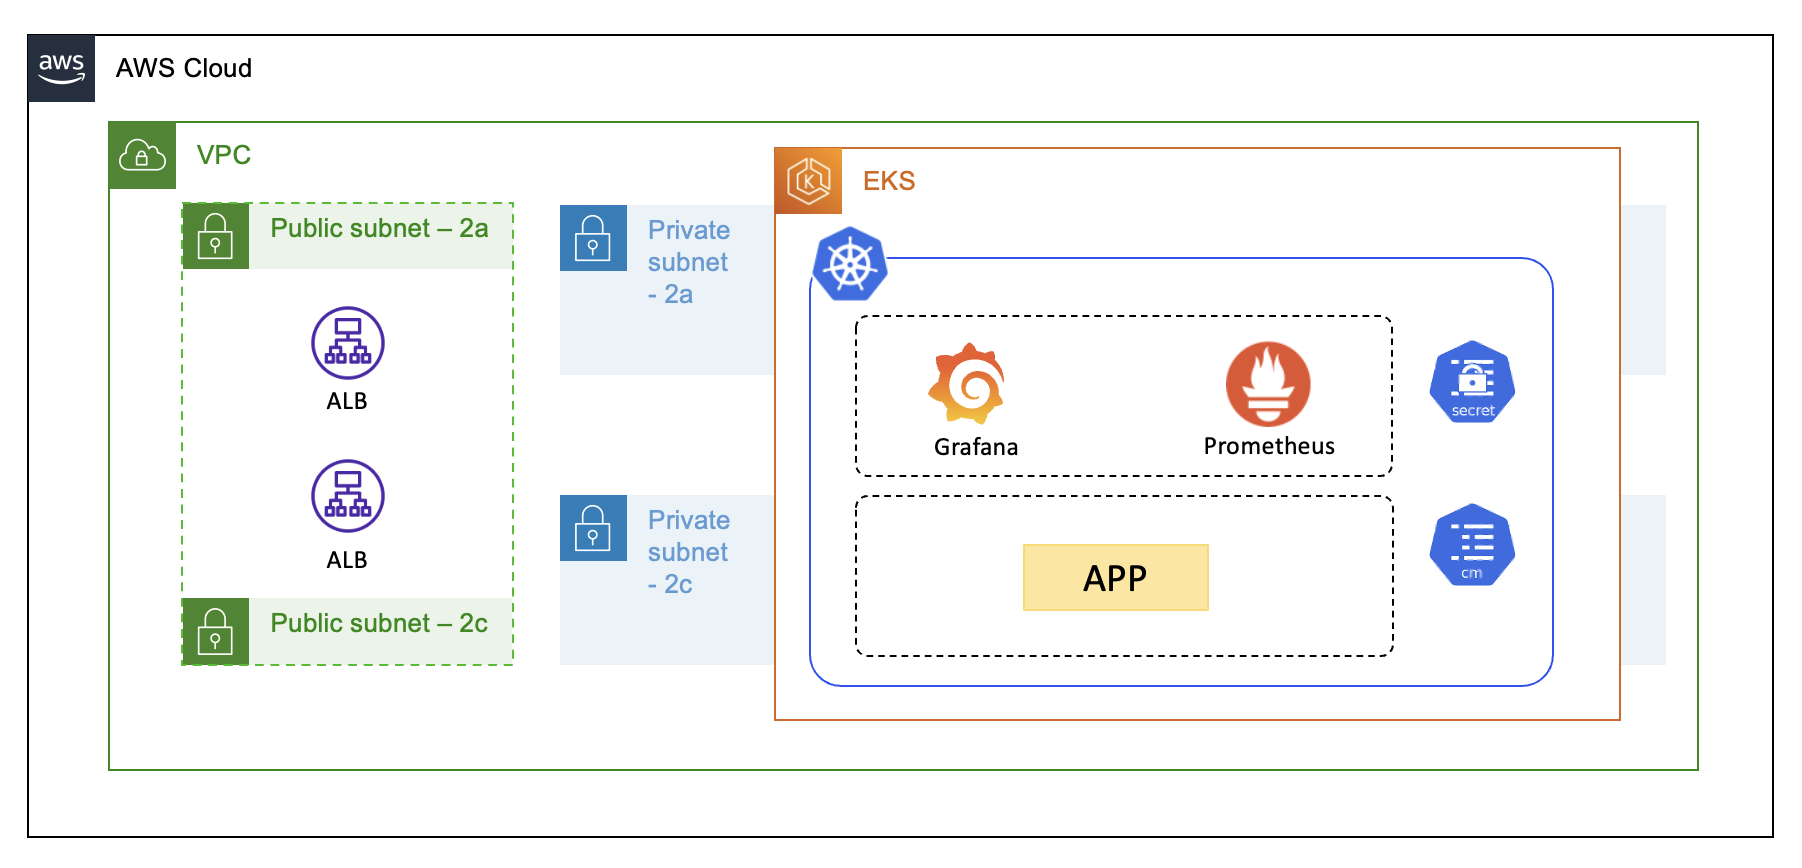 aws
AWS Cloud
VPC
EKS
Public subnet – 2a
Private
subnet
- 2a
ALB
ALB
Public subnet – 2c
Private
subnet
- 2c
K
Grafana
Prometheus
secret
APP
cm